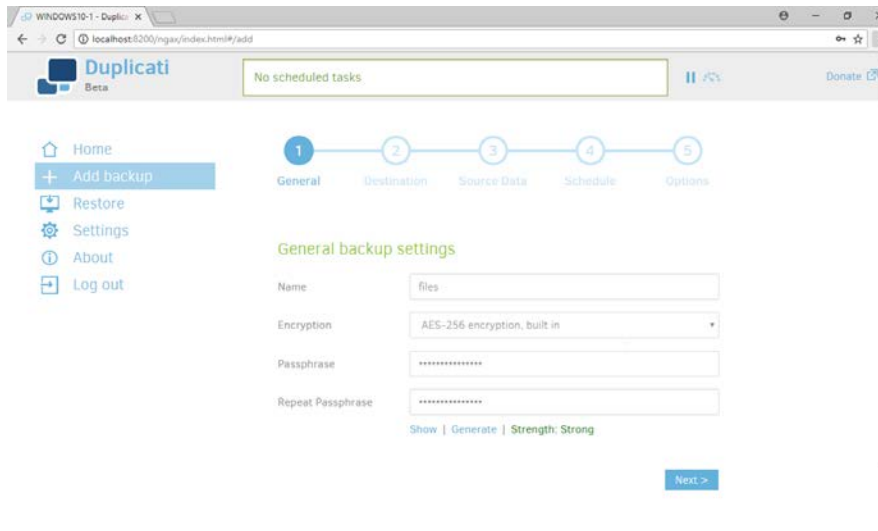 WINDOWS10-1 - Duplica
localhost:8200/ngax/index.html#/add
Duplicati
Beta
No scheduled tasks
Donate
Home
Add backup
Restore
Settings
About
Log out
1 2 3 4 5
General Destination Source Data Schedule Options
General backup settings
Name files
Encryption AES-256 encryption, built in
Passphrase •••••••••••••••
Repeat Passphrase •••••••••••••••
Show | Generate | Strength: Strong
Next >